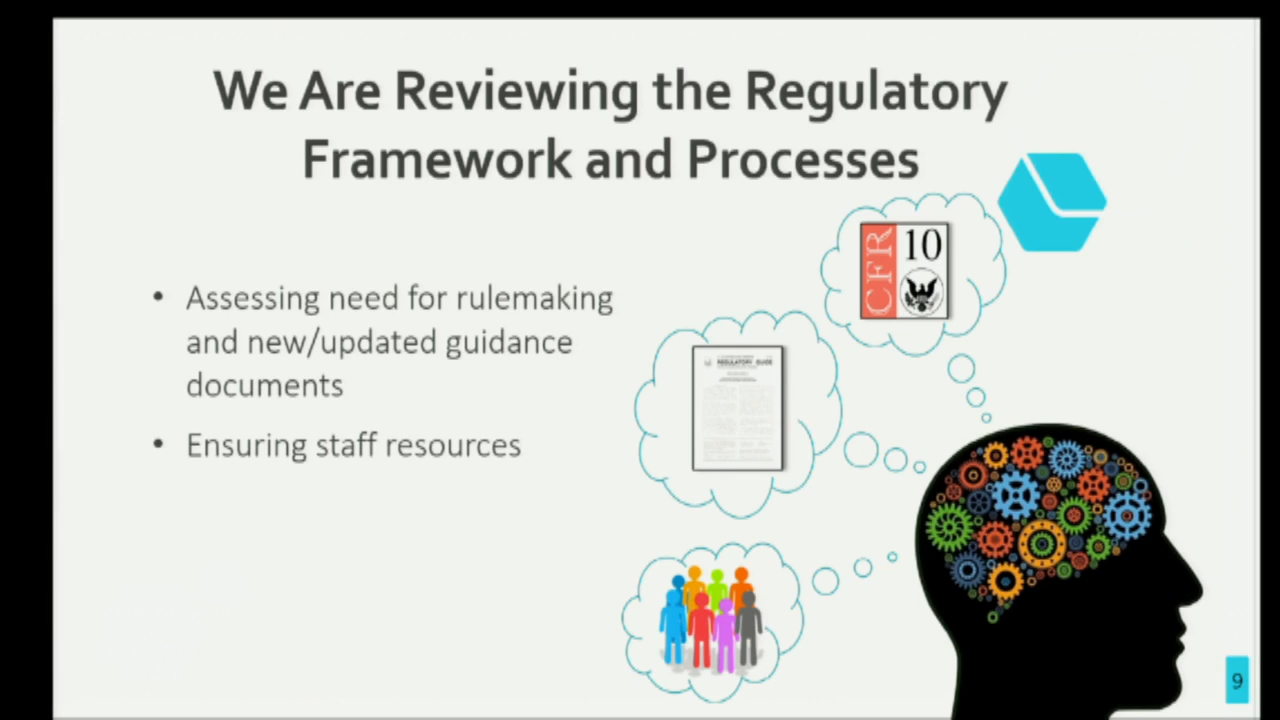 We Are Reviewing the Regulatory
Framework and Processes
• Assessing need for rulemaking
and new/updated guidance
documents
• Ensuring staff resources
CFR
10
REGULATORY GUIDE
9